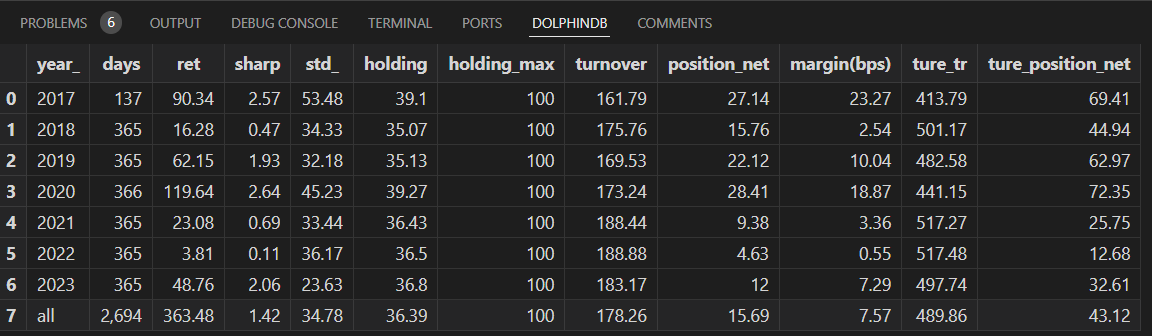 PROBLEMS 6 OUTPUT DEBUG CONSOLE TERMINAL PORTS DOLPHINDB COMMENTS
year_ days ret sharp std_ holding holding_max turnover position_net margin(bps) ture_tr ture_position_net
0 2017 137 90.34 2.57 53.48 39.1 100 161.79 27.14 23.27 413.79 69.41
1 2018 365 16.28 0.47 34.33 35.07 100 175.76 15.76 2.54 501.17 44.94
2 2019 365 62.15 1.93 32.18 35.13 100 169.53 22.12 10.04 482.58 62.97
3 2020 366 119.64 2.64 45.23 39.27 100 173.24 28.41 18.87 441.15 72.35
4 2021 365 23.08 0.69 33.44 36.43 100 188.44 9.38 3.36 517.27 25.75
5 2022 365 3.81 0.11 36.17 36.5 100 188.88 4.63 0.55 517.48 12.68
6 2023 365 48.76 2.06 23.63 36.8 100 183.17 12 7.29 497.74 32.61
7 all 2,694 363.48 1.42 34.78 36.39 100 178.26 15.69 7.57 489.86 43.12